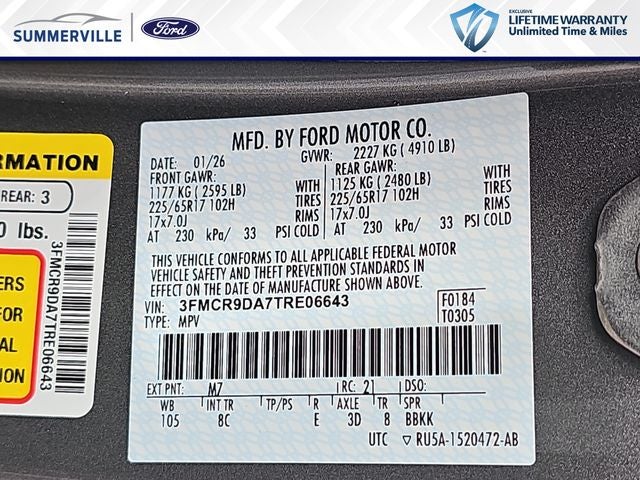 SUMMERVILLE
Ford
EXCLUSIVE
LIFETIME WARRANTY
Unlimited Time & Miles
MFD. BY FORD MOTOR CO.
DATE: 01/26 GVWR: 2227 KG ( 4910 LB)
FRONT GAWR: REAR GAWR:
1177 KG ( 2595 LB) WITH 1125 KG ( 2480 LB) WITH
225/65R17 102H TIRES 225/65R17 102H TIRES
17x7.0J RIMS 17x7.0J RIMS
AT 230 kPa/ 33 PSI COLD AT 230 kPa/ 33 PSI COLD
THIS VEHICLE CONFORMS TO ALL APPLICABLE FEDERAL MOTOR
VEHICLE SAFETY AND THEFT PREVENTION STANDARDS IN
EFFECT ON THE DATE OF MANUFACTURE SHOWN ABOVE.
VIN: 3FMCR9DA7TRE06643 F0184
TYPE: MPV T0305
EXT PNT: M7 RC: 21 DSO:
WB INT TR TP/PS R AXLE TR SPR
105 8C E 3D 8 BBKK
UTC RU5A-1520472-AB
ORMATION
REAR: 3
0 lbs.
3FMCR9DA7TRE06643
ERS
FOR
AL
ION